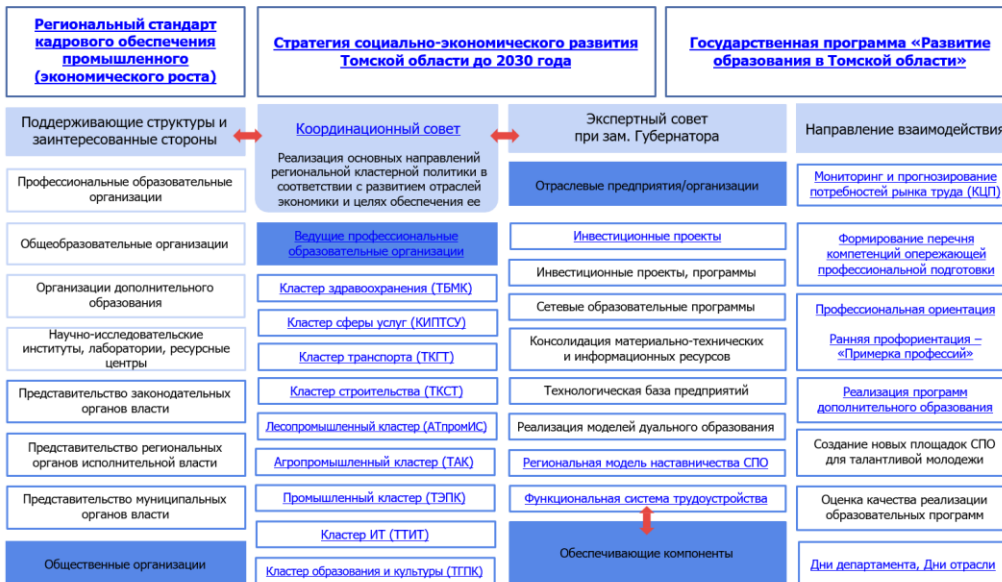 Региональный стандарт
кадрового обеспечения
промышленного
(экономического роста)
Стратегия социально-экономического развития
Томской области до 2030 года
Государственная программа «Развитие
образования в Томской области»
Поддерживающие структуры и
заинтересованные стороны
Профессиональные образовательные
организации
Общеобразовательные организации
Организации дополнительного
образования
Научно-исследовательские
институты, лаборатории, ресурсные
центры
Представительство законодательных
органов власти
Представительство региональных
органов исполнительной власти
Представительство муниципальных
органов власти
Общественные организации
Координационный совет
Реализация основных направлений
региональной кластерной политики в
соответствии с развитием отраслей
экономики и целях обеспечения ее
Ведущие профессиональные
образовательные организации
Кластер здравоохранения (ТБМК)
Кластер сферы услуг (КИПТСУ)
Кластер транспорта (ТКГТ)
Кластер строительства (ТКСТ)
Лесопромышленный кластер (АТпромИС)
Агропромышленный кластер (ТАК)
Промышленный кластер (ТЭПК)
Кластер ИТ (ТТИТ)
Кластер образования и культуры (ТГПК)
Экспертный совет
при зам. Губернатора
Отраслевые предприятия/организации
Инвестиционные проекты
Инвестиционные проекты, программы
Сетевые образовательные программы
Консолидация материально-технических
и информационных ресурсов
Технологическая база предприятий
Реализация моделей дуального образования
Региональная модель наставничества СПО
Функциональная система трудоустройства
Обеспечивающие компоненты
Направление взаимодействия
Мониторинг и прогнозирование
потребностей рынка труда (КЦП)
Формирование перечня
компетенций опережающей
профессиональной подготовки
Профессиональная ориентация
Ранняя профориентация –
«Примерка профессий»
Реализация программ
дополнительного образования
Создание новых площадок СПО
для талантливой молодежи
Оценка качества реализации
образовательных программ
Дни департамента, Дни отрасли